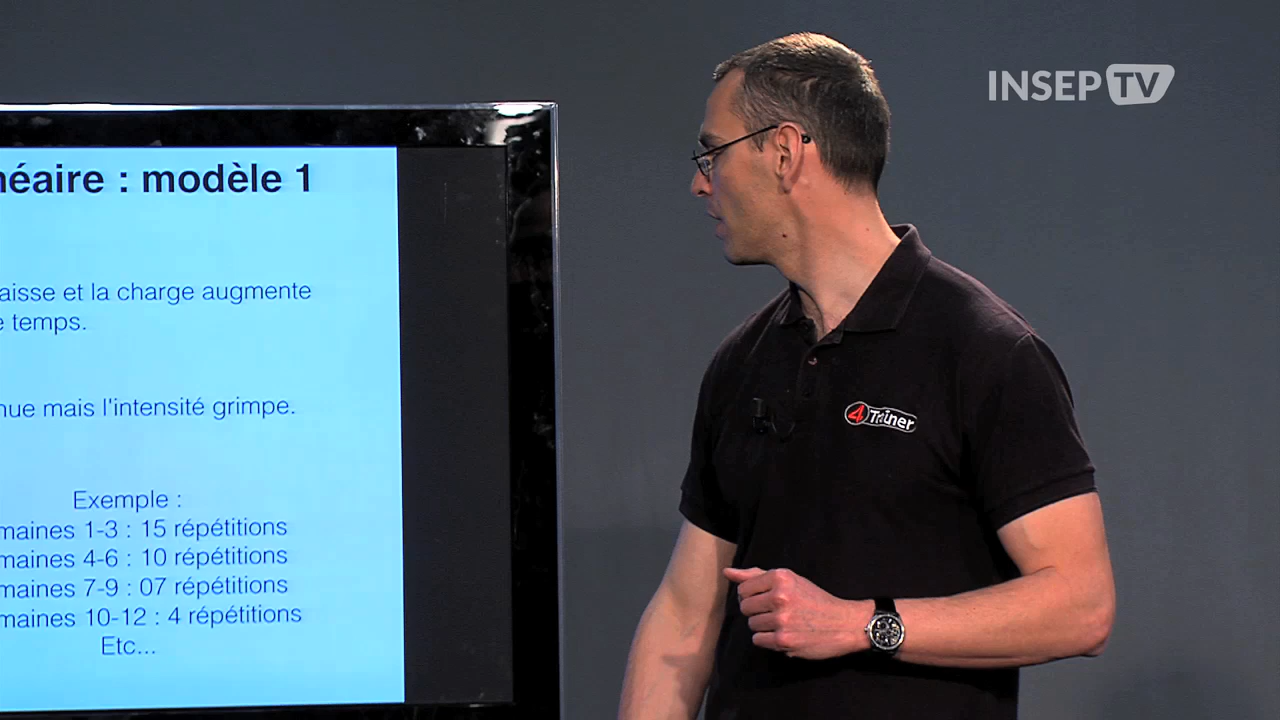 INSEP TV
néaire : modèle 1
aisse et la charge augmente
e temps.
nue mais l'intensité grimpe.
Exemple :
maines 1-3 : 15 répétitions
maines 4-6 : 10 répétitions
maines 7-9 : 07 répétitions
maines 10-12 : 4 répétitions
Etc...
4Trainer